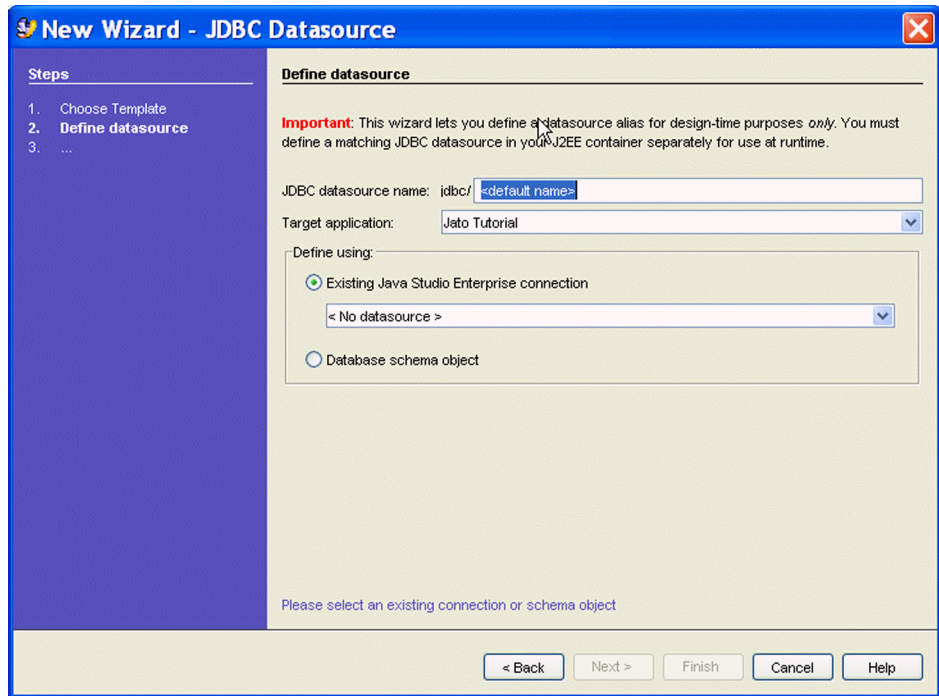 New Wizard - JDBC Datasource
Steps
1. Choose Template
2. Define datasource
3. ...
Define datasource
Important: This wizard lets you define a datasource alias for design-time purposes only. You must
define a matching JDBC datasource in your J2EE container separately for use at runtime.
JDBC datasource name: jdbc/ <default name>
Target application: Jato Tutorial
Define using:
Existing Java Studio Enterprise connection
< No datasource >
Database schema object
Please select an existing connection or schema object
< Back Next > Finish Cancel Help